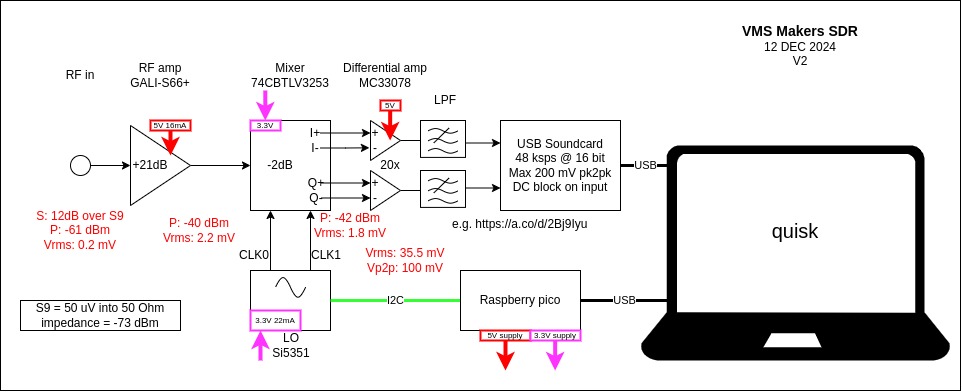 VMS Makers SDR
12 DEC 2024
V2
RF in
RF amp
GALI-S66+
Mixer
74CBTLV3253
Differential amp
MC33078
LPF
5V 16mA
3.3V
5V
+21dB
-2dB
I+
I-
Q+
Q-
+
-
20x
+
-
USB Soundcard
48 ksps @ 16 bit
Max 200 mV pk2pk
DC block on input
USB
quisk
e.g. https://a.co/d/2Bj9Iyu
S: 12dB over S9
P: -61 dBm
Vrms: 0.2 mV
P: -40 dBm
Vrms: 2.2 mV
P: -42 dBm
Vrms: 1.8 mV
Vrms: 35.5 mV
Vp2p: 100 mV
CLK0
CLK1
S9 = 50 uV into 50 Ohm
impedance = -73 dBm
3.3V 22mA
LO
Si5351
I2C
Raspberry pico
5V supply
3.3V supply
USB